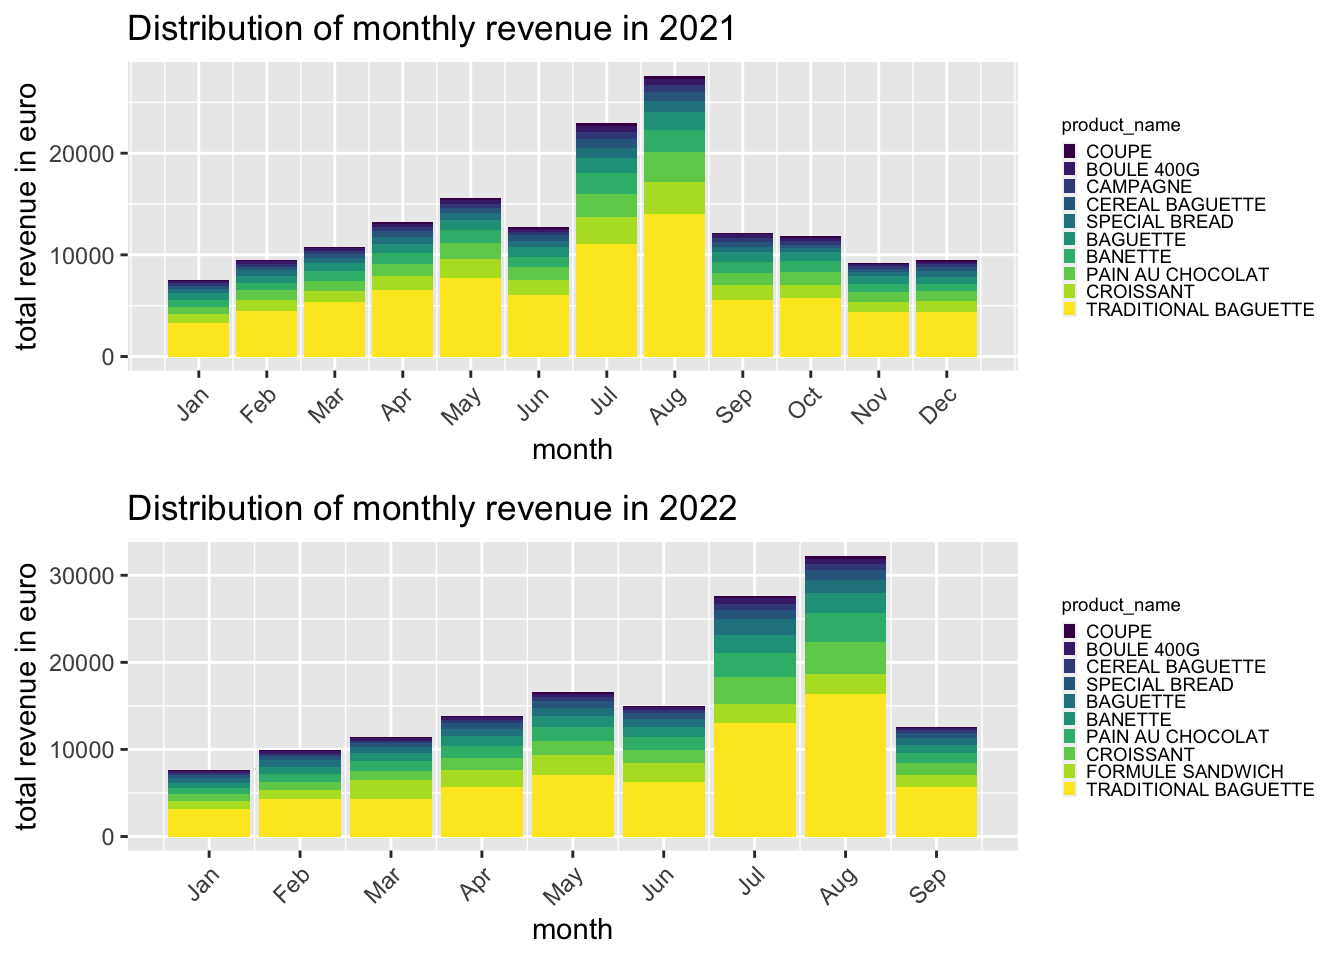 Distribution of monthly revenue in 2021
total revenue in euro
20000
10000
0
Jan Feb Mar Apr May Jun Jul Aug Sep Oct Nov Dec
month
product_name
COUPE
BOULE 400G
CAMPAGNE
CEREAL BAGUETTE
SPECIAL BREAD
BAGUETTE
BANETTE
PAIN AU CHOCOLAT
CROISSANT
TRADITIONAL BAGUETTE
Distribution of monthly revenue in 2022
total revenue in euro
30000
20000
10000
0
Jan Feb Mar Apr May Jun Jul Aug Sep
month
product_name
COUPE
BOULE 400G
CEREAL BAGUETTE
SPECIAL BREAD
BAGUETTE
BANETTE
PAIN AU CHOCOLAT
CROISSANT
FORMULE SANDWICH
TRADITIONAL BAGUETTE